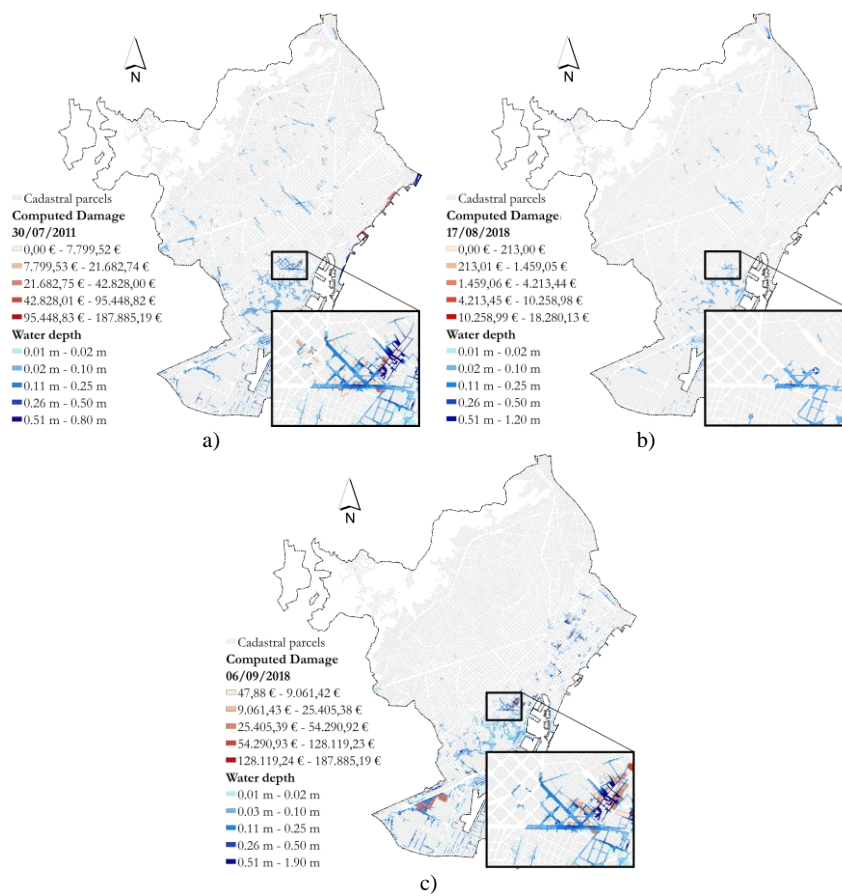 N
Cadastral parcels
Computed Damage
30/07/2011
0,00 € - 7.799,52 €
7.799,53 € - 21.682,74 €
21.682,75 € - 42.828,00 €
42.828,01 € - 95.448,82 €
95.448,83 € - 187.885,19 €
Water depth
0.01 m - 0.02 m
0.02 m - 0.10 m
0.11 m - 0.25 m
0.26 m - 0.50 m
0.51 m - 0.80 m
a)
N
Cadastral parcels
Computed Damage
17/08/2018
0,00 € - 213,00 €
213,01 € - 1.459,05 €
1.459,06 € - 4.213,44 €
4.213,45 € - 10.258,98 €
10.258,99 € - 18.280,13 €
Water depth
0.01 m - 0.02 m
0.02 m - 0.10 m
0.11 m - 0.25 m
0.26 m - 0.50 m
0.51 m - 1.20 m
b)
N
Cadastral parcels
Computed Damage
06/09/2018
47,88 € - 9.061,42 €
9.061,43 € - 25.405,38 €
25.405,39 € - 54.290,92 €
54.290,93 € - 128.119,23 €
128.119,24 € - 187.885,19 €
Water depth
0.01 m - 0.02 m
0.03 m - 0.10 m
0.11 m - 0.25 m
0.26 m - 0.50 m
0.51 m - 1.90 m
c)